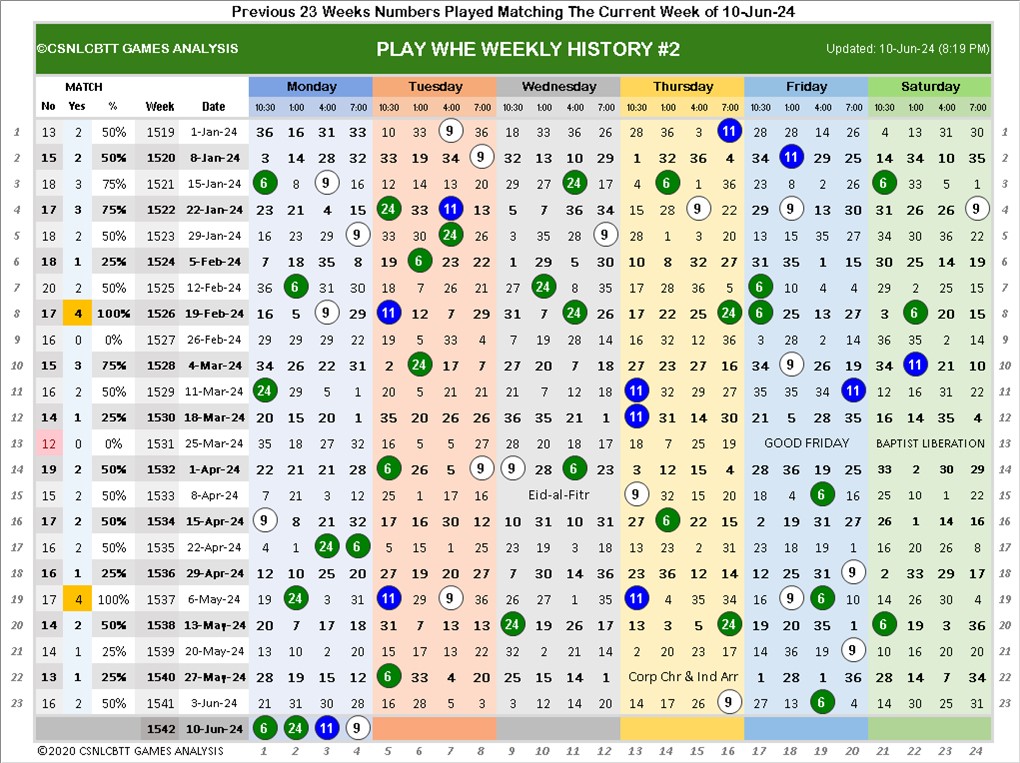 Previous 23 Weeks Numbers Played Matching The Current Week of 10-Jun-24
©CSNLCBTT GAMES ANALYSIS PLAY WHE WEEKLY HISTORY #2 Updated: 10-Jun-24 (8:19 PM)
MATCH Monday Tuesday Wednesday Thursday Friday Saturday
No Yes % Week Date 10:30 1:00 4:00 7:00 10:30 1:00 4:00 7:00 10:30 1:00 4:00 7:00 10:30 1:00 4:00 7:00 10:30 1:00 4:00 7:00 10:30 1:00 4:00 7:00
1 13 2 50% 1519 1-Jan-24 36 16 31 33 10 33 9 36 18 33 36 26 28 36 3 11 28 28 14 26 4 13 31 30 1
2 15 2 50% 1520 8-Jan-24 3 14 28 32 33 19 34 9 32 13 10 29 1 32 36 4 34 11 29 25 14 34 10 35 2
3 18 3 75% 1521 15-Jan-24 6 8 9 16 12 14 13 20 29 27 24 17 4 6 1 36 23 8 2 26 6 33 5 1 3
4 17 3 75% 1522 22-Jan-24 23 21 4 15 24 33 11 13 5 7 36 34 15 28 9 22 29 9 13 30 31 26 26 9 4
5 18 2 50% 1523 29-Jan-24 16 23 29 9 33 30 24 26 3 35 28 9 28 1 3 20 13 15 35 27 34 30 36 22 5
6 18 1 25% 1524 5-Feb-24 7 18 35 8 19 6 23 22 1 29 5 30 10 8 32 27 31 35 1 15 30 25 14 19 6
7 20 2 50% 1525 12-Feb-24 36 6 31 30 18 7 26 21 27 24 8 35 17 28 36 5 6 10 4 4 29 2 25 15 7
8 17 4 100% 1526 19-Feb-24 16 5 9 29 11 12 7 29 31 7 24 26 17 22 25 24 6 25 13 27 3 6 20 15 8
9 16 0 0% 1527 26-Feb-24 29 29 29 22 19 5 33 4 7 19 28 14 16 32 12 36 3 28 2 14 36 35 2 14 9
10 15 3 75% 1528 4-Mar-24 34 26 22 31 2 24 17 7 27 20 7 18 27 23 27 16 34 9 26 19 34 11 21 10 10
11 16 2 50% 1529 11-Mar-24 24 29 5 1 20 5 21 21 21 7 12 18 11 32 25 27 35 35 34 11 12 16 31 22 11
12 14 1 25% 1530 18-Mar-24 20 15 20 1 35 20 26 26 36 35 21 1 11 31 14 30 21 5 28 35 16 14 35 4 12
13 12 0 0% 1531 25-Mar-24 35 18 27 32 16 5 5 27 28 20 18 17 18 7 25 19 GOOD FRIDAY BAPTIST LIBERATION 13
14 19 2 50% 1532 1-Apr-24 22 21 21 28 6 26 5 9 9 28 6 23 3 12 15 4 28 36 19 25 33 2 30 29 14
15 15 2 50% 1533 8-Apr-24 7 21 3 12 25 1 17 16 Eid-al-Fitr 9 32 15 20 18 4 6 16 25 10 1 22 15
16 17 2 50% 1534 15-Apr-24 9 8 21 32 17 16 30 12 10 31 10 31 27 6 22 15 2 19 31 27 26 1 14 16 16
17 16 2 50% 1535 22-Apr-24 4 1 24 6 5 15 1 25 23 19 3 18 13 23 2 31 23 18 19 1 16 20 26 8 17
18 16 1 25% 1536 29-Apr-24 12 10 25 20 27 19 20 27 7 30 14 36 23 36 12 14 12 25 31 9 2 33 29 17 18
19 17 4 100% 1537 6-May-24 19 24 3 31 11 29 9 36 26 27 1 35 11 4 35 34 16 9 6 10 14 26 30 4 19
20 14 2 50% 1538 13-May-24 20 7 17 18 31 7 13 13 24 19 26 17 13 3 5 24 19 20 35 1 6 19 3 36 20
21 14 1 25% 1539 20-May-24 13 10 2 20 15 17 13 22 32 2 21 14 2 20 23 17 14 36 19 9 10 16 20 20 21
22 13 1 25% 1540 27-May-24 28 19 15 12 6 33 4 20 25 15 14 1 Corp Chr & Ind Arr 1 28 1 36 28 14 7 34 22
23 16 2 50% 1541 3-Jun-24 31 31 30 28 16 28 5 3 3 12 14 20 14 17 26 9 27 13 6 4 14 30 25 31 23
1542 10-Jun-24 6 24 11 9
©2020 CSNLCBTT GAMES ANALYSIS 1 2 3 4 5 6 7 8 9 10 11 12 13 14 15 16 17 18 19 20 21 22 23 24